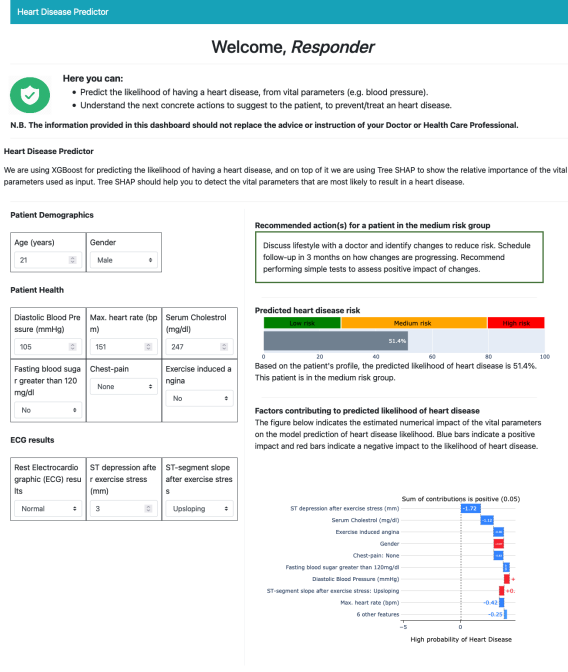 Heart Disease Predictor
Welcome, Responder
Here you can:
Predict the likelihood of having a heart disease, from vital parameters (e.g. blood pressure).
Understand the next concrete actions to suggest to the patient, to prevent/treat an heart disease.
N.B. The information provided in this dashboard should not replace the advice or instruction of your Doctor or Health Care Professional.
Heart Disease Predictor
We are using XGBoost for predicting the likelihood of having a heart disease, and on top of it we are using Tree SHAP to show the relative importance of the vital
parameters used as input. Tree SHAP should help you to detect the vital parameters that are most likely to result in a heart disease.
Patient Demographics
Age (years)
21
Gender
Male
Patient Health
Diastolic Blood Pre
ssure (mmHg)
105
Max. heart rate (bp
m)
151
Serum Cholestrol
(mg/dl)
247
Fasting blood suga
r greater than 120
mg/dl
No
Chest-pain
None
Exercise induced a
ngina
No
ECG results
Rest Electrocardio
graphic (ECG) resu
lts
Normal
ST depression afte
r exercise stress
(mm)
3
ST-segment slope
after exercise stres
s
Upsloping
Recommended action(s) for a patient in the medium risk group
Discuss lifestyle with a doctor and identify changes to reduce risk. Schedule
follow-up in 3 months on how changes are progressing. Recommend
performing simple tests to assess positive impact of changes.
Predicted heart disease risk
Low risk
Medium risk
High risk
51.4%
0 20 40 60 80 100
Based on the patient's profile, the predicted likelihood of heart disease is 51.4%.
This patient is in the medium risk group.
Factors contributing to predicted likelihood of heart disease
The figure below indicates the estimated numerical impact of the vital parameters
on the model prediction of heart disease likelihood. Blue bars indicate a positive
impact and red bars indicate a negative impact to the likelihood of heart disease.
Sum of contributions is positive (0.05)
ST depression after exercise stress (mm)
-1.72
Serum Cholestrol (mg/dl)
Exercise induced angina
Gender
Chest-pain: None
Fasting blood sugar greater than 120mg/dl
Diastolic Blood Pressure (mmHg)
+
ST-segment slope after exercise stress: Upsloping
+0.
Max. heart rate (bpm)
-0.42
6 other features
-0.25
−5 0
High probability of Heart Disease